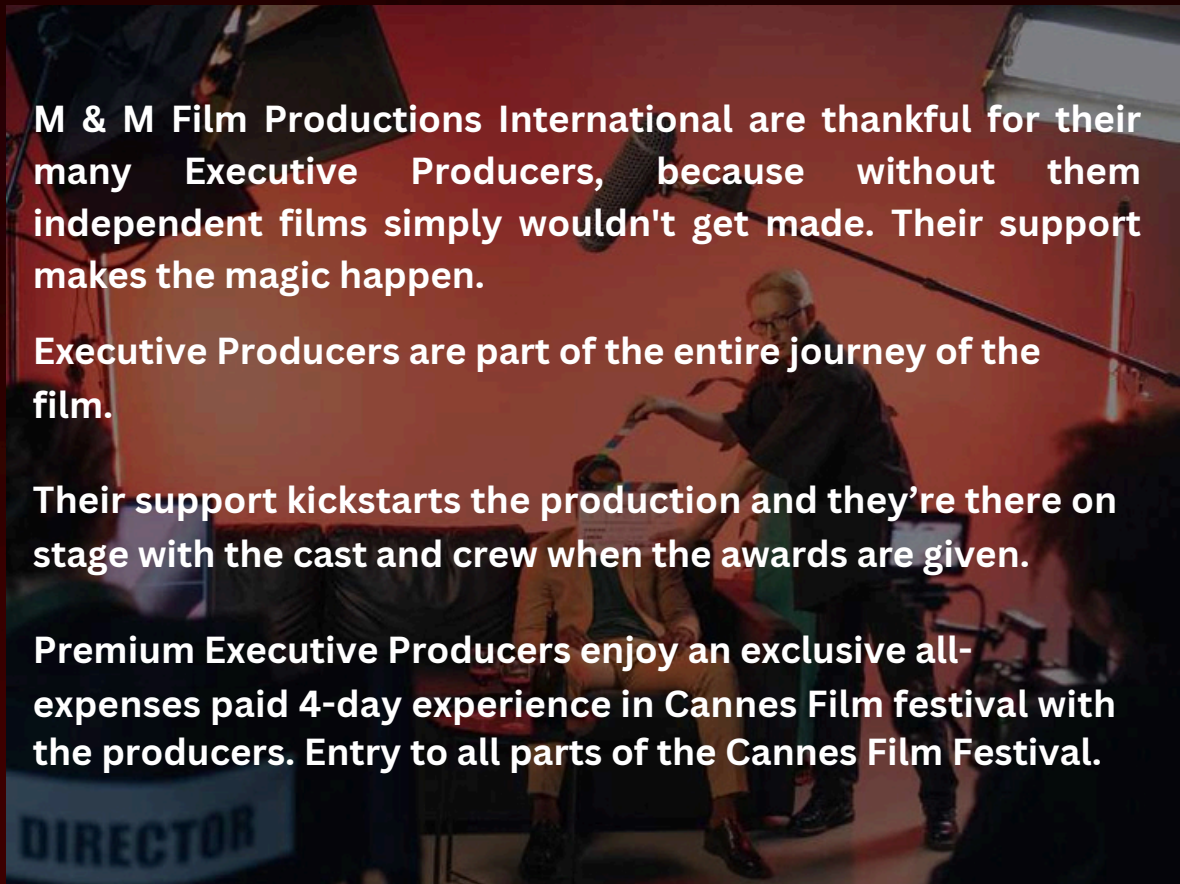 M & M Film Productions International are thankful for their
many Executive Producers, because without them
independent films simply wouldn't get made. Their support
makes the magic happen.
Executive Producers are part of the entire journey of the
film.
Their support kickstarts the production and they’re there on
stage with the cast and crew when the awards are given.
Premium Executive Producers enjoy an exclusive all-
expenses paid 4-day experience in Cannes Film festival with
the producers. Entry to all parts of the Cannes Film Festival.
DIRECTOR